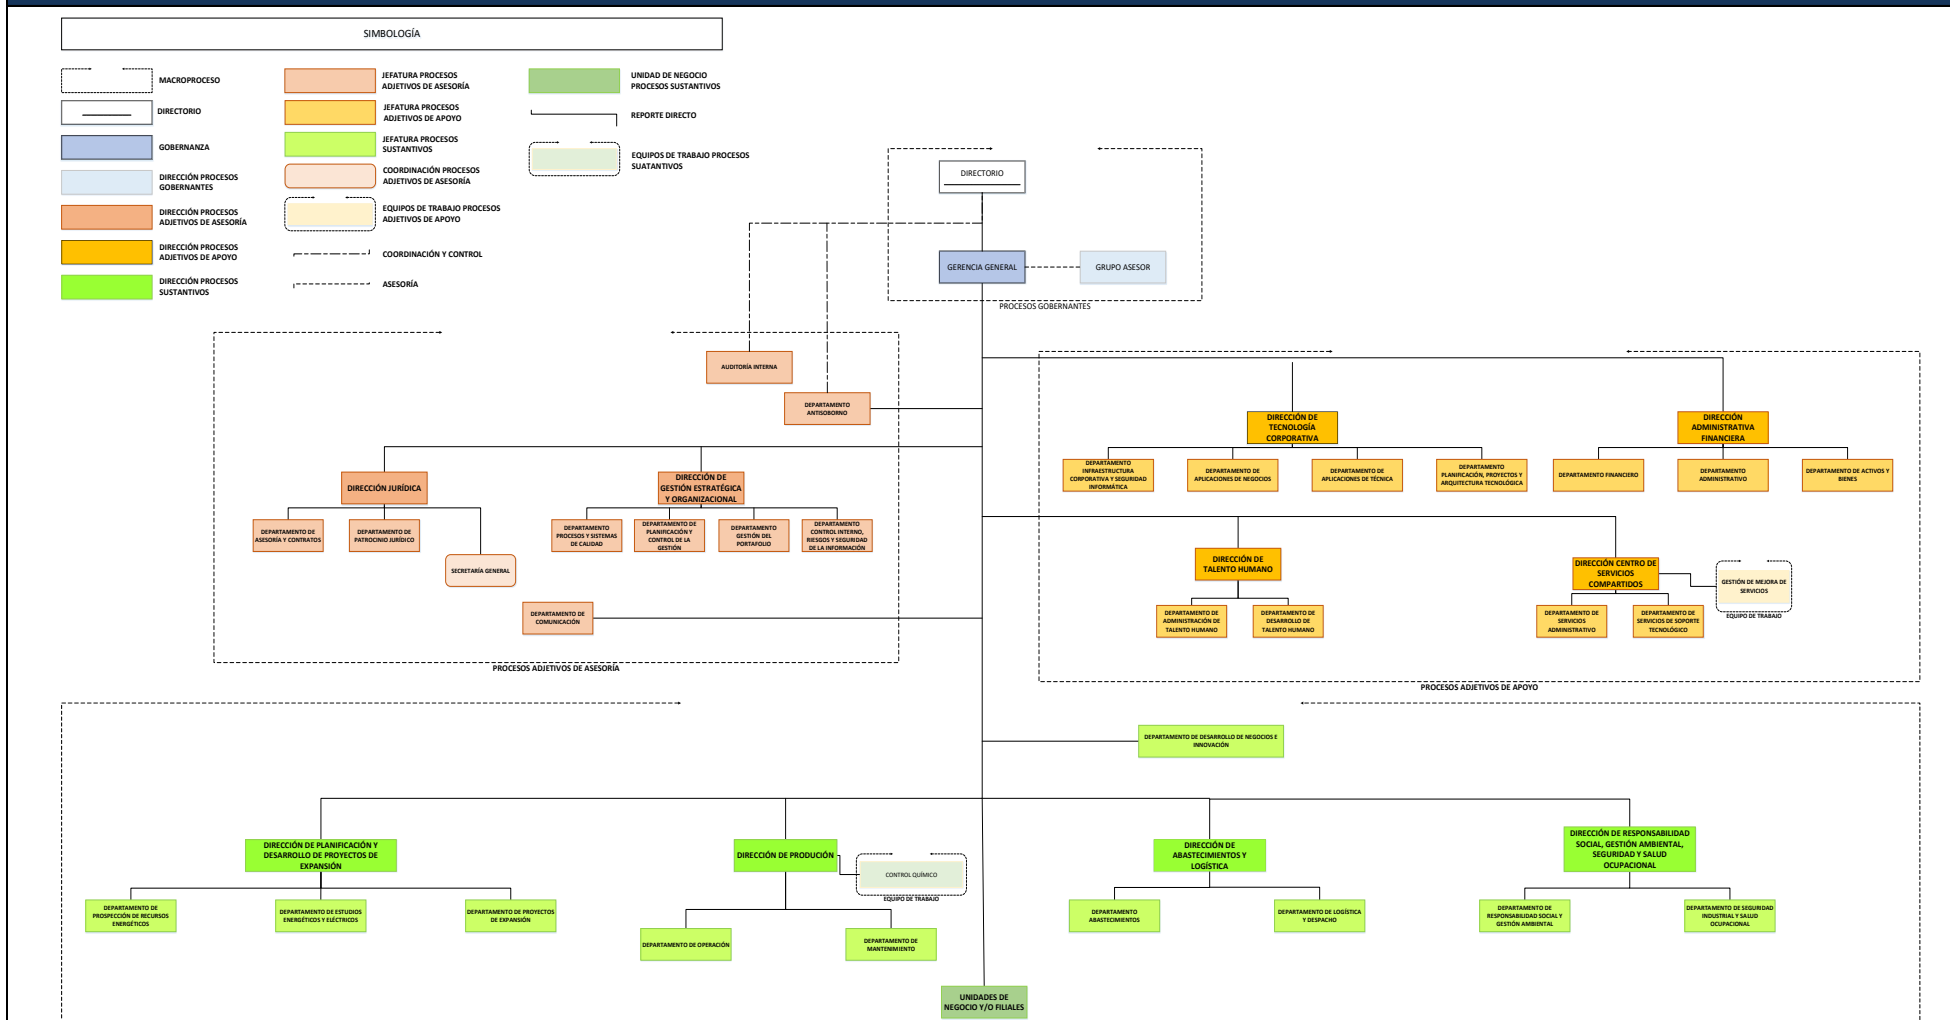 SIMBOLOGÍA
MACROPROCESO
DIRECTORIO
GOBERNANZA
DIRECCIÓN PROCESOS
GOBERNANTES
DIRECCIÓN PROCESOS
ADJETIVOS DE ASESORÍA
DIRECCIÓN PROCESOS
ADJETIVOS DE APOYO
DIRECCIÓN PROCESOS
SUSTANTIVOS
JEFATURA PROCESOS
ADJETIVOS DE ASESORÍA
JEFATURA PROCESOS
ADJETIVOS DE APOYO
JEFATURA PROCESOS
SUSTANTIVOS
COORDINACIÓN PROCESOS
ADJETIVOS DE ASESORÍA
EQUIPOS DE TRABAJO PROCESOS
ADJETIVOS DE APOYO
COORDINACIÓN Y CONTROL
ASESORÍA
UNIDAD DE NEGOCIO
PROCESOS SUSTANTIVOS
REPORTE DIRECTO
EQUIPOS DE TRABAJO PROCESOS
SUATANTIVOS
DIRECTORIO
GERENCIA GENERAL
GRUPO ASESOR
PROCESOS GOBERNANTES
AUDITORÍA INTERNA
DEPARTAMENTO
ANTISOBORNO
DIRECCIÓN JURÍDICA
DIRECCIÓN DE
GESTIÓN ESTRATÉGICA
Y ORGANIZACIONAL
DEPARTAMENTO DE
ASESORÍA Y CONTRATOS
DEPARTAMENTO DE
PATROCINIO JURÍDICO
SECRETARÍA GENERAL
DEPARTAMENTO
PROCESOS Y SISTEMAS
DE CALIDAD
DEPARTAMENTO DE
PLANIFICACIÓN Y
CONTROL DE LA
GESTIÓN
DEPARTAMENTO
GESTIÓN DEL
PORTAFOLIO
DEPARTAMENTO
CONTROL INTERNO,
RIESGOS Y SEGURIDAD
DE LA INFORMACIÓN
DEPARTAMENTO DE
COMUNICACIÓN
PROCESOS ADJETIVOS DE ASESORÍA
DIRECCIÓN DE
TECNOLOGÍA
CORPORATIVA
DIRECCIÓN
ADMINISTRATIVA
FINANCIERA
DEPARTAMENTO
INFRAESTRUCTURA
CORPORATIVA Y SEGURIDAD
INFORMÁTICA
DEPARTAMENTO DE
APLICACIONES DE NEGOCIOS
DEPARTAMENTO DE
APLICACIONES DE TÉCNICA
DEPARTAMENTO
PLANIFICACIÓN, PROYECTOS Y
ARQUITECTURA TECNOLÓGICA
DEPARTAMENTO FINANCIERO
DEPARTAMENTO
ADMINISTRATIVO
DEPARTAMENTO DE ACTIVOS Y
BIENES
DIRECCIÓN DE
TALENTO HUMANO
DIRECCIÓN CENTRO DE
SERVICIOS
COMPARTIDOS
GESTIÓN DE MEJORA DE
SERVICIOS
EQUIPO DE TRABAJO
DEPARTAMENTO DE
ADMINISTRACIÓN DE
TALENTO HUMANO
DEPARTAMENTO DE
DESARROLLO DE
TALENTO HUMANO
DEPARTAMENTO DE
SERVICIOS
ADMINISTRATIVO
DEPARTAMENTO DE
SERVICIOS DE SOPORTE
TECNOLÓGICO
PROCESOS ADJETIVOS DE APOYO
DEPARTAMENTO DE DESARROLLO DE NEGOCIOS E
INNOVACIÓN
DIRECCIÓN DE PLANIFICACIÓN Y
DESARROLLO DE PROYECTOS DE
EXPANSIÓN
DIRECCIÓN DE PRODUCIÓN
CONTROL QUÍMICO
EQUIPO DE TRABAJO
DIRECCIÓN DE
ABASTECIMIENTOS Y
LOGÍSTICA
DIRECCIÓN DE RESPONSABILIDAD
SOCIAL, GESTIÓN AMBIENTAL,
SEGURIDAD Y SALUD
OCUPACIONAL
DEPARTAMENTO DE
PROSPECCIÓN DE RECURSOS
ENERGÉTICOS
DEPARTAMENTO DE ESTUDIOS
ENERGÉTICOS Y ELÉCTRICOS
DEPARTAMENTO DE PROYECTOS
DE EXPANSIÓN
DEPARTAMENTO DE OPERACIÓN
DEPARTAMENTO DE
MANTENIMIENTO
DEPARTAMENTO
ABASTECIMIENTOS
DEPARTAMENTO DE LOGÍSTICA
Y DESPACHO
DEPARTAMENTO DE
RESPONSABILIDAD SOCIAL Y
GESTIÓN AMBIENTAL
DEPARTAMENTO DE SEGURIDAD
INDUSTRIAL Y SALUD
OCUPACIONAL
UNIDADES DE
NEGOCIO Y/O FILIALES